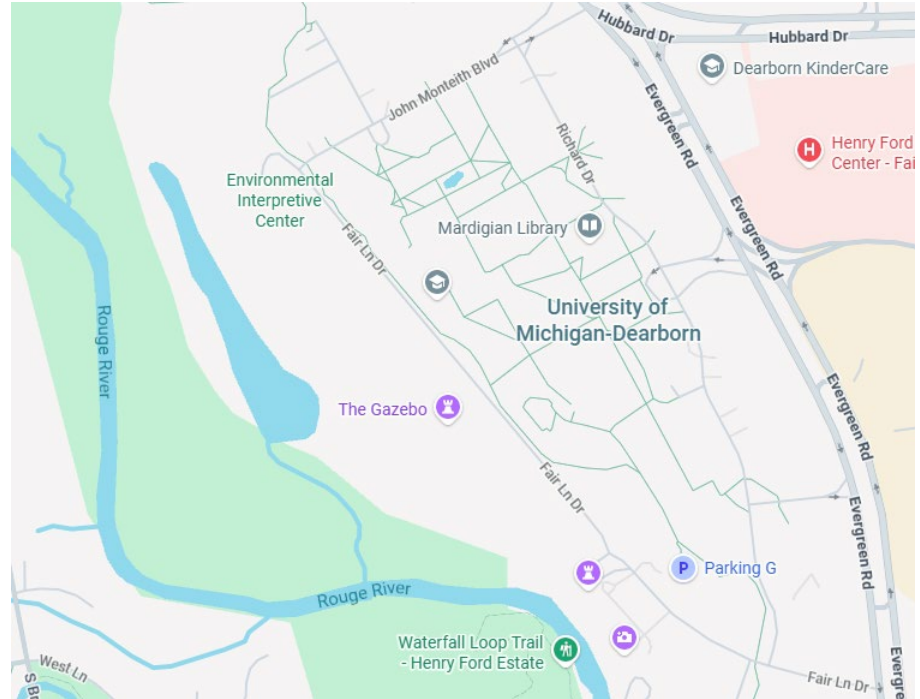 Hubbard Dr
Hubbard Dr
Dearborn KinderCare
John Monteith Blvd
Evergreen Rd
Henry Ford
Center - Fai
Richard Dr
Environmental
Interpretive
Center
Mardigian Library
Evergreen Rd
Fair Ln Dr
University of
Michigan-Dearborn
Rouge River
The Gazebo
Evergreen Rd
Fair Ln Dr
Evergreen Rd
P Parking G
Rouge River
Waterfall Loop Trail
- Henry Ford Estate
West Ln
S Bo
Fair Ln Dr
Evergre
H